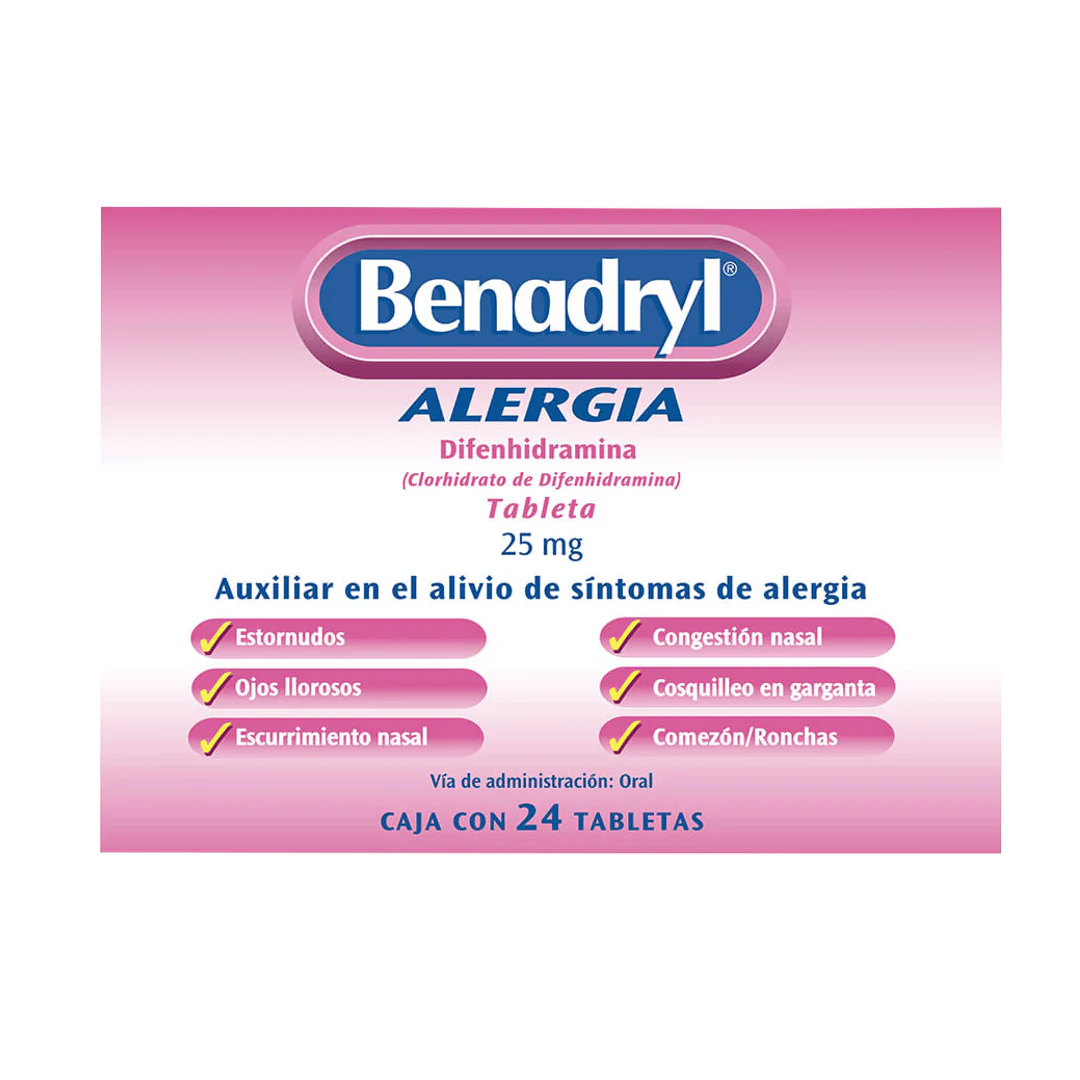 Benadryl®
ALERGIA
Difenhidramina
(Clorhidrato de Difenhidramina)
Tableta
25 mg
Auxiliar en el alivio de síntomas de alergia
Estornudos
Ojos llorosos
Escurrimiento nasal
Congestión nasal
Cosquilleo en garganta
Comezón/Ronchas
Vía de administración: Oral
CAJA CON 24 TABLETAS